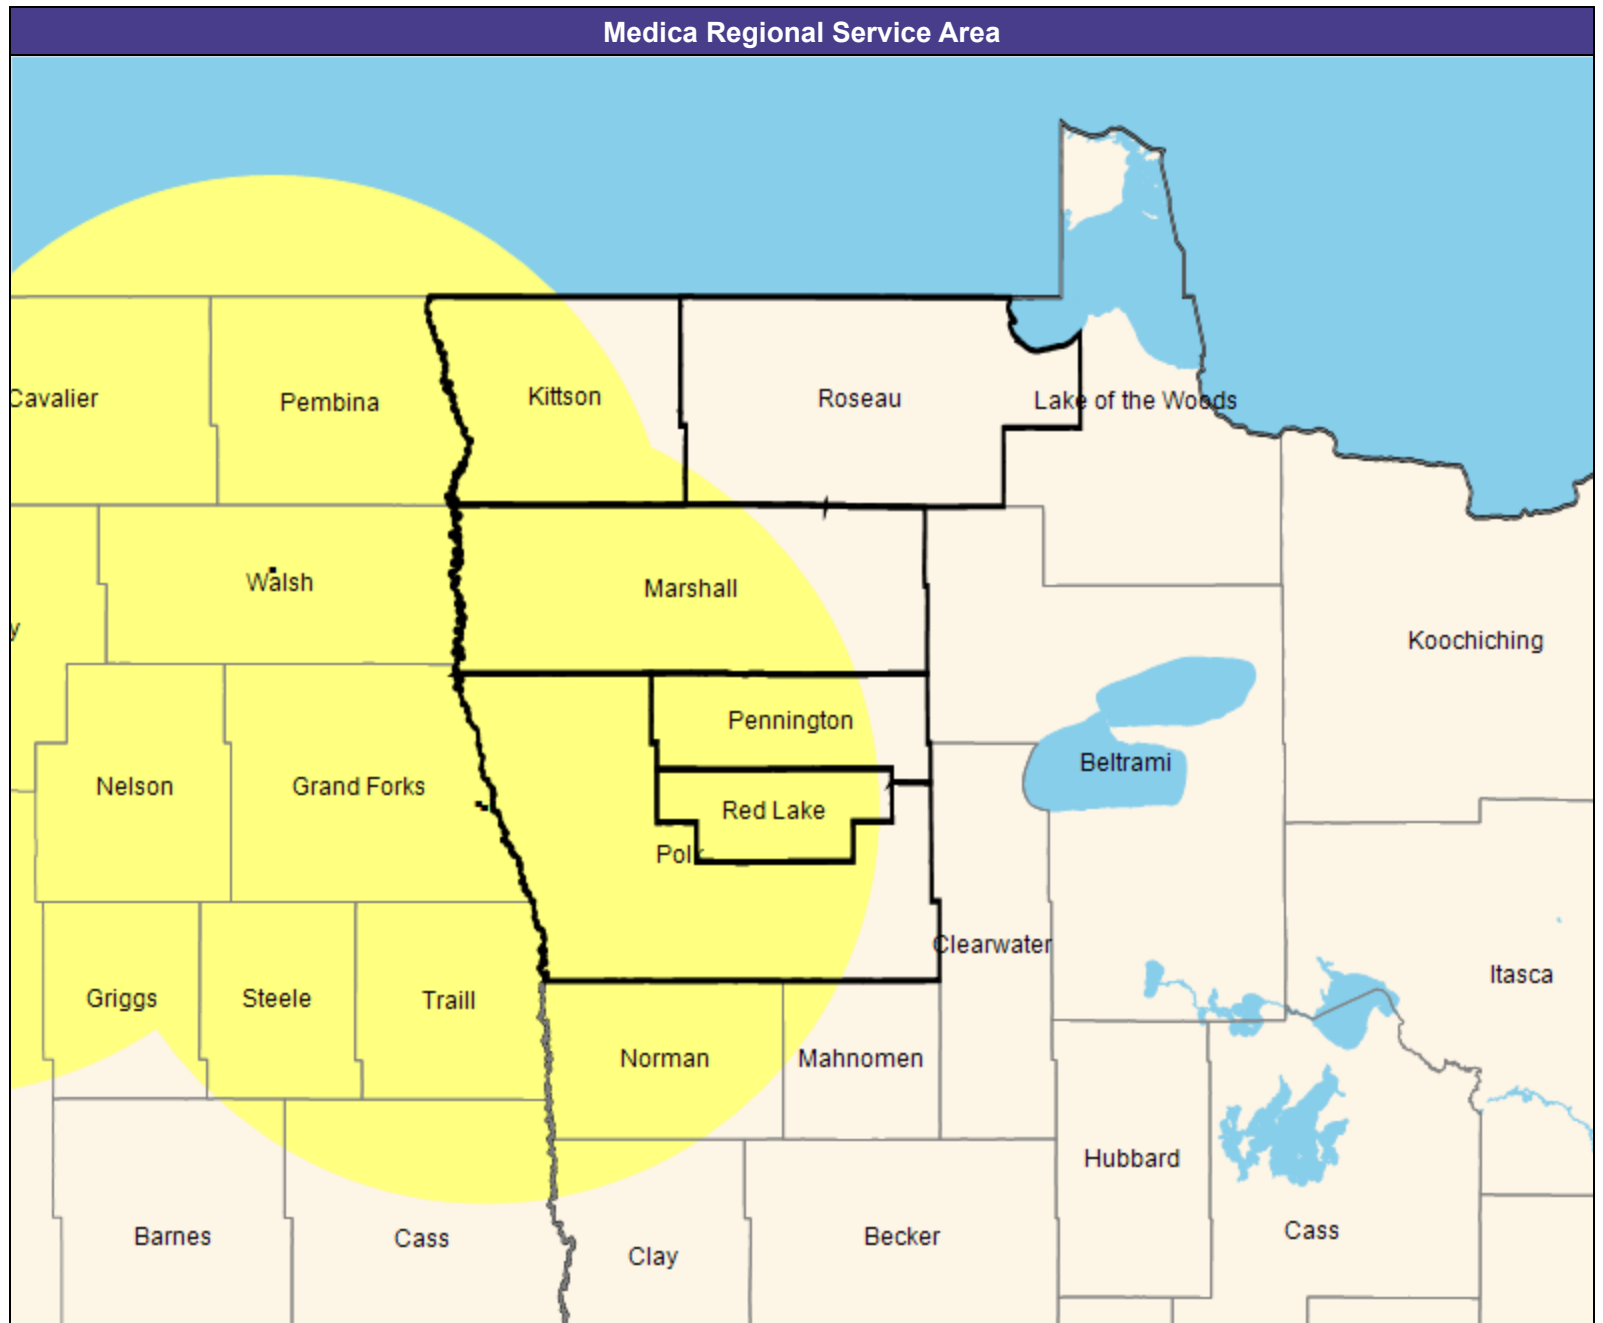 Medica Regional Service Area
Cavalier
Pembina
Kittson
Roseau
Lake of the Woods
Walsh
Marshall
y
Koochiching
Pennington
Beltrami
Nelson
Grand Forks
Red Lake
Polk
Clearwater
Griggs
Steele
Traill
Itasca
Norman
Mahnomen
Hubbard
Barnes
Cass
Clay
Becker
Cass